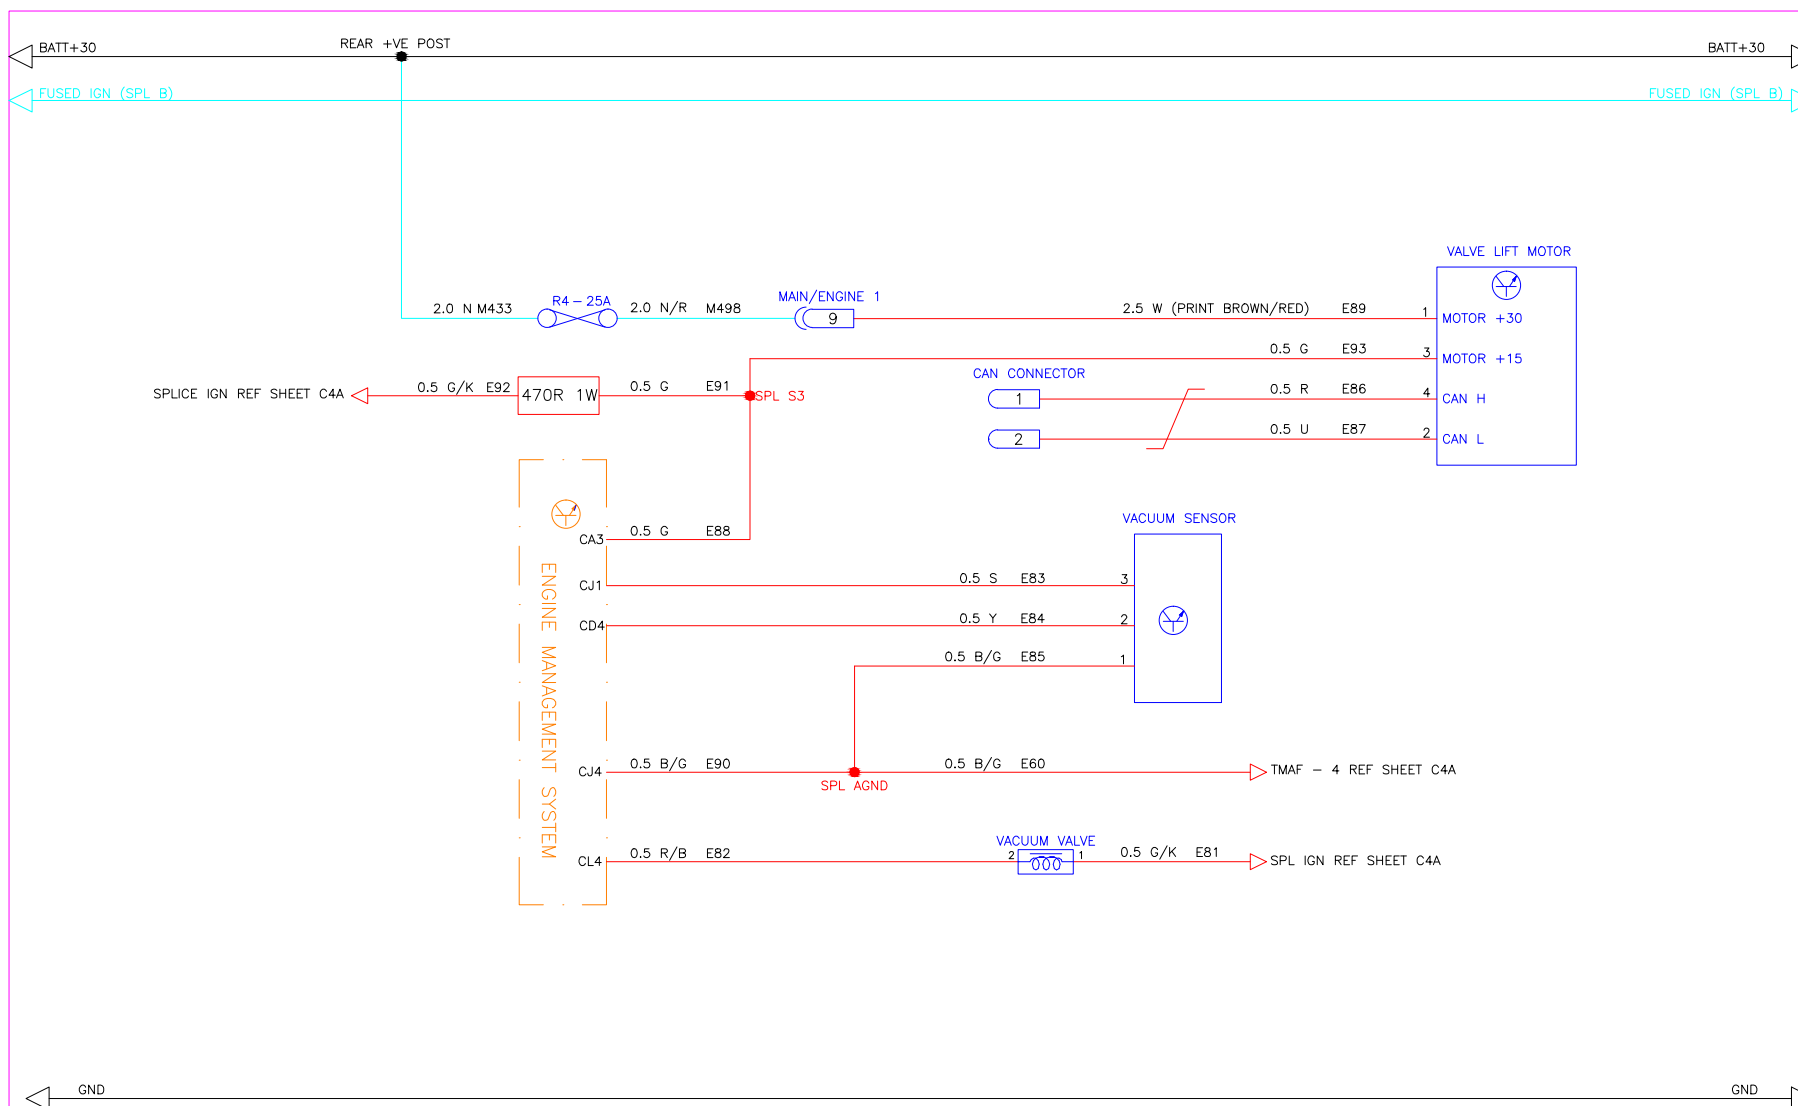 REAR +VE POST
BATT+30
BATT+30
FUSED IGN (SPL B)
FUSED IGN (SPL B)
VALVE LIFT MOTOR
MAIN/ENGINE 1
R4-25A
2.0 N M433
2.0 N/R M498
9
2.5 W (PRINT BROWN/RED) E89
1
MOTOR +30
0.5 G E93
3
MOTOR +15
CAN CONNECTOR
SPLICE IGN REF SHEET C4A
0.5 G/K E92
470R 1W
0.5 G E91
SPL S3
1
0.5 R E86
4
CAN H
2
0.5 U E87
2
CAN L
VACUUM SENSOR
CA3
0.5 G E88
ENGINE MANAGEMENT SYSTEM
CJ1
0.5 S E83
3
CD4
0.5 Y E84
2
0.5 B/G E85
1
CJ4
0.5 B/G E90
0.5 B/G E60
TMAF - 4 REF SHEET C4A
SPL AGND
VACUUM VALVE
CL4
0.5 R/B E82
2
1
0.5 G/K E81
SPL IGN REF SHEET C4A
GND
GND